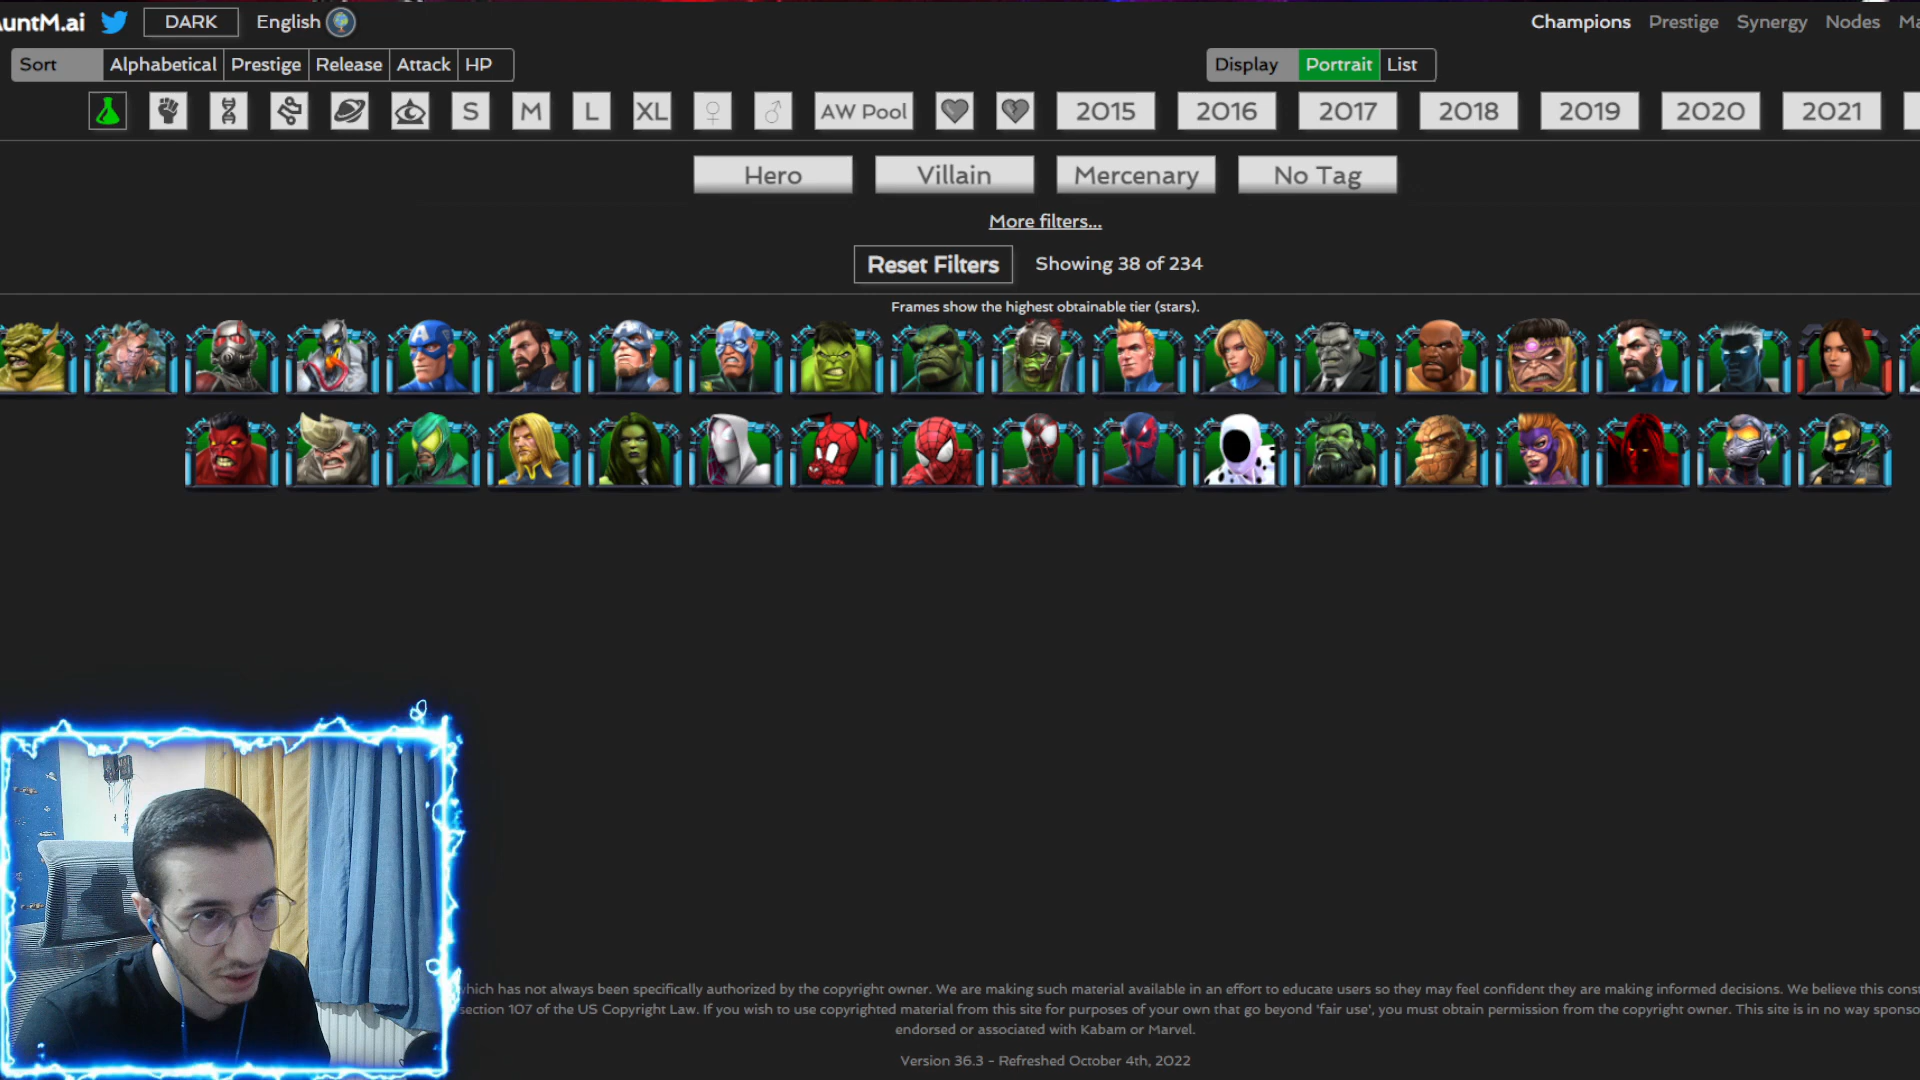 AuntM.ai DARK English Champions Prestige Synergy Nodes
Sort Alphabetical Prestige Release Attack HP Display Portrait List
S M L XL ♀ ♂ AW Pool 2015 2016 2017 2018 2019 2020 2021
Hero Villain Mercenary No Tag
More filters...
Reset Filters Showing 38 of 234
Frames show the highest obtainable tier (stars).
which has not always been specifically authorized by the copyright owner. We are making such material available in an effort to educate users so they may feel confident they are making informed decisions. We believe this
section 107 of the US Copyright Law. If you wish to use copyrighted material from this site for purposes of your own that go beyond 'fair use', you must obtain permission from the copyright owner. This site is in no way
endorsed or associated with Kabam or Marvel.
Version 36.3 - Refreshed October 4th, 2022